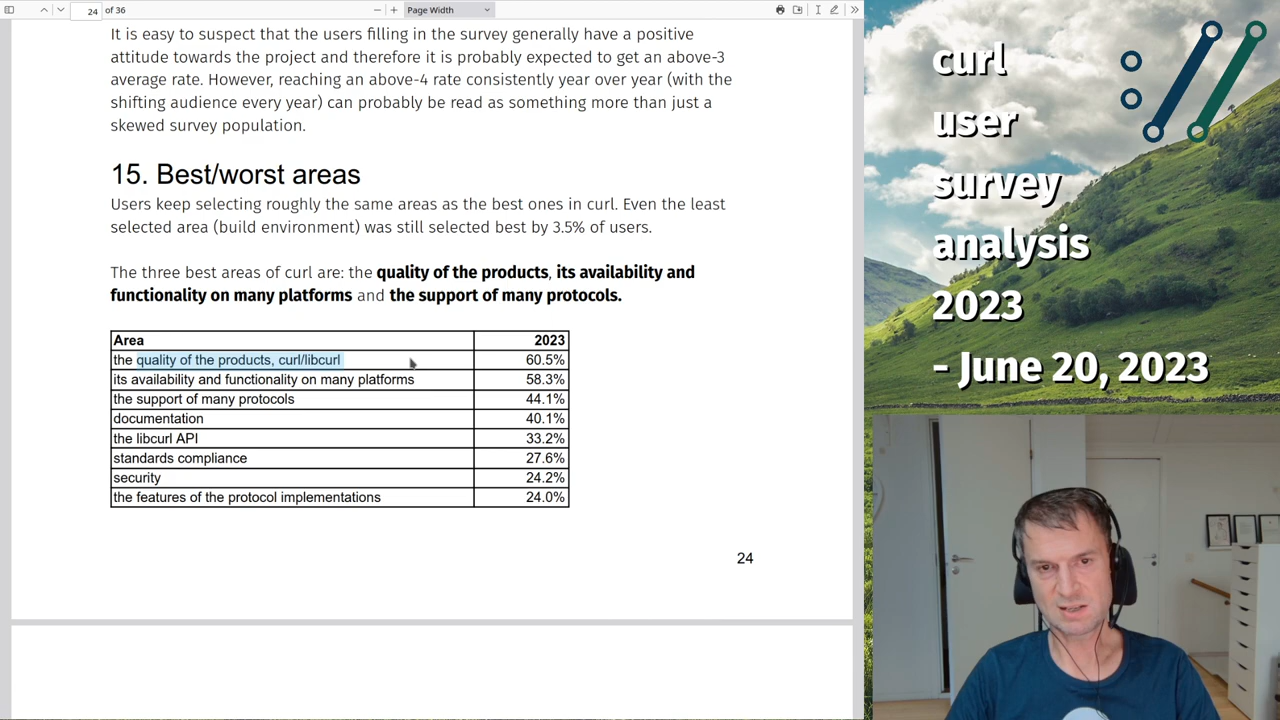 24 of 36
Page Width
It is easy to suspect that the users filling in the survey generally have a positive
attitude towards the project and therefore it is probably expected to get an above-3
average rate. However, reaching an above-4 rate consistently year over year (with the
shifting audience every year) can probably be read as something more than just a
skewed survey population.
15. Best/worst areas
Users keep selecting roughly the same areas as the best ones in curl. Even the least
selected area (build environment) was still selected best by 3.5% of users.
The three best areas of curl are: the quality of the products, its availability and
functionality on many platforms and the support of many protocols.
Area 2023
the quality of the products, curl/libcurl 60.5%
its availability and functionality on many platforms 58.3%
the support of many protocols 44.1%
documentation 40.1%
the libcurl API 33.2%
standards compliance 27.6%
security 24.2%
the features of the protocol implementations 24.0%
24
curl
user
survey
analysis
2023
- June 20, 2023